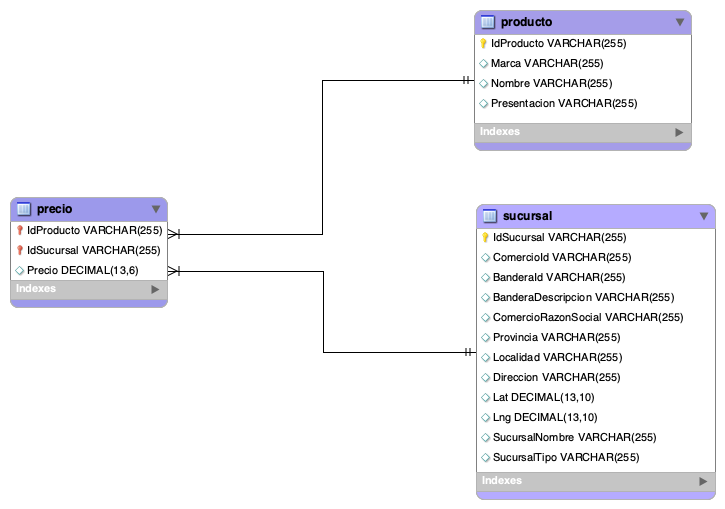 producto
IdProducto VARCHAR(255)
Marca VARCHAR(255)
Nombre VARCHAR(255)
Presentacion VARCHAR(255)
Indexes
precio
IdProducto VARCHAR(255)
IdSucursal VARCHAR(255)
Precio DECIMAL(13,6)
Indexes
sucursal
IdSucursal VARCHAR(255)
ComercioId VARCHAR(255)
BanderaId VARCHAR(255)
BanderaDescripcion VARCHAR(255)
ComercioRazonSocial VARCHAR(255)
Provincia VARCHAR(255)
Localidad VARCHAR(255)
Direccion VARCHAR(255)
Lat DECIMAL(13,10)
Lng DECIMAL(13,10)
SucursalNombre VARCHAR(255)
SucursalTipo VARCHAR(255)
Indexes